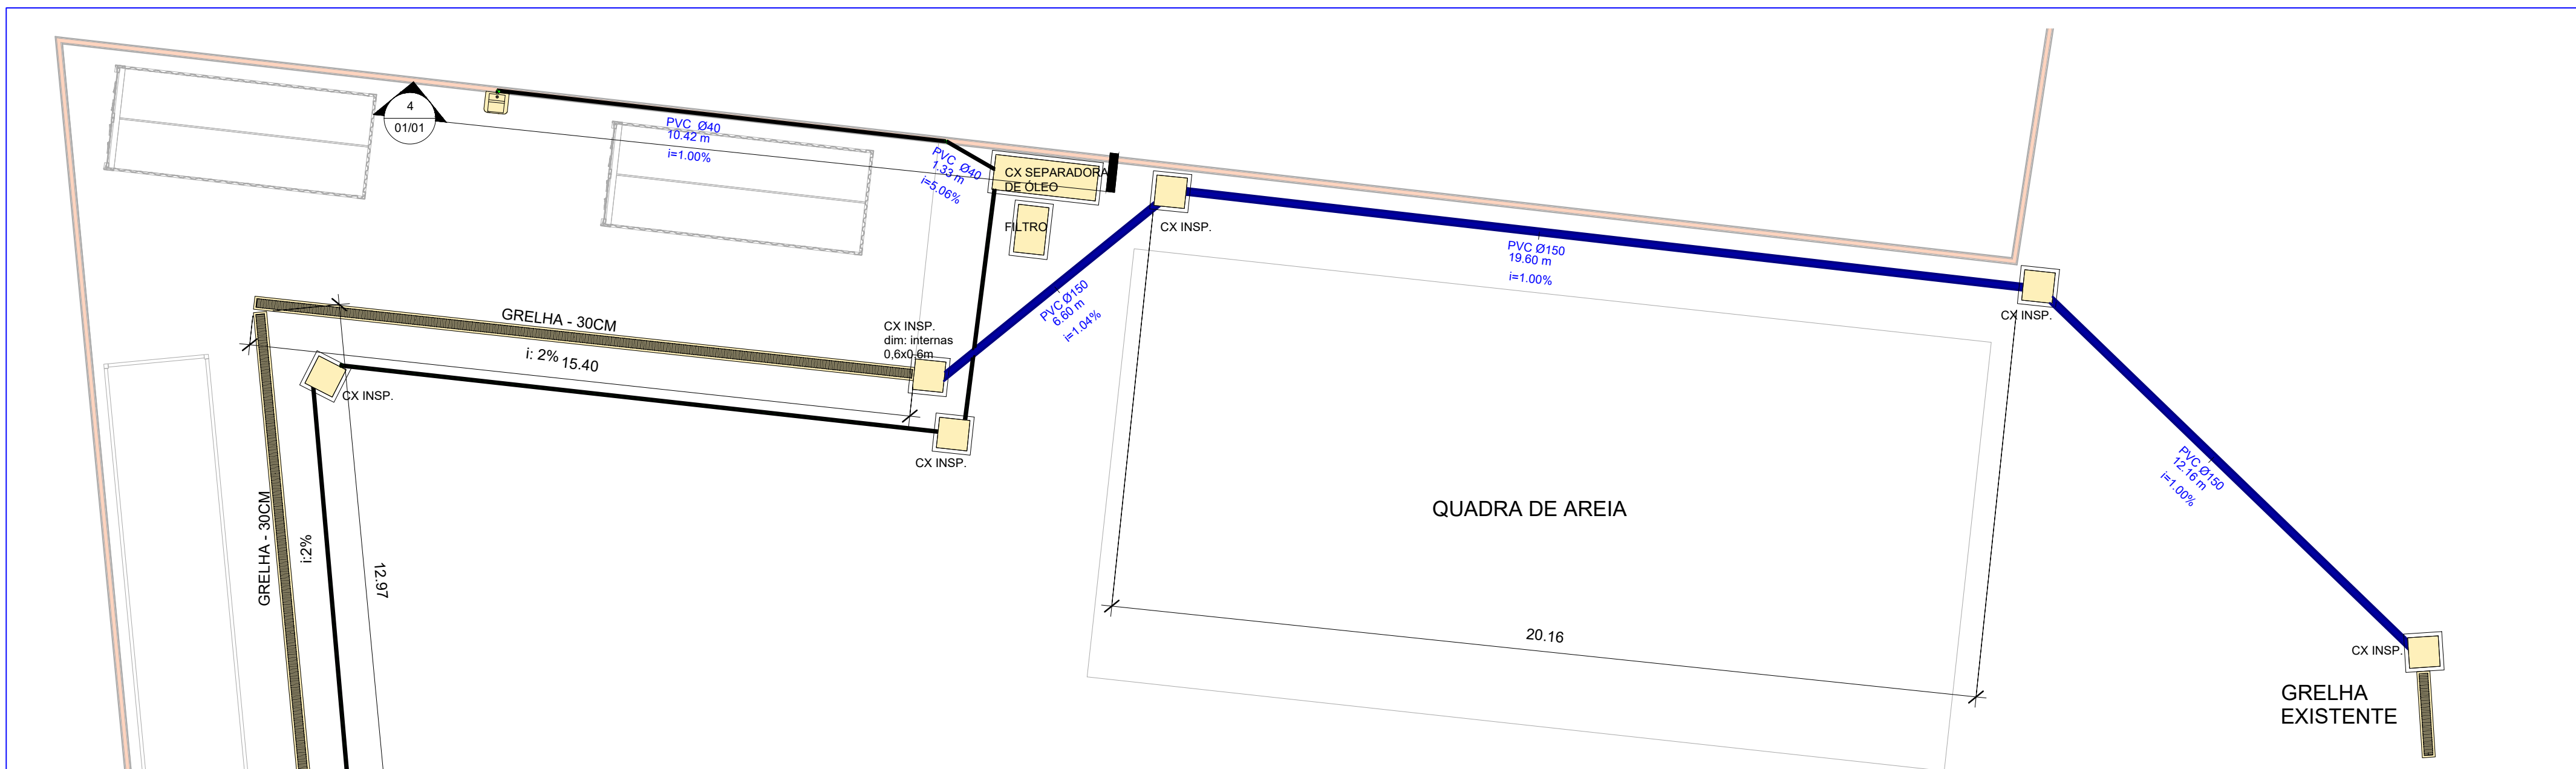 4
01/01
PVC  Ø40
10.42 m
i=1.00%
PVC  Ø40
1.33 m
i=5.06%
CX SEPARADORA
DE ÓLEO
FILTRO
CX INSP.
PVC Ø150
19.60 m
i=1.00%
PVC Ø150
6.60 m
i=1.04%
CX INSP.
GRELHA - 30CM
i: 2%
15.40
CX INSP.
dim: internas
0,6x0,6m
CX INSP.
CX INSP.
GRELHA - 30CM
i:2%
12.97
QUADRA DE AREIA
20.16
PVC Ø150
12.16 m
i=1.00%
CX INSP.
GRELHA
EXISTENTE